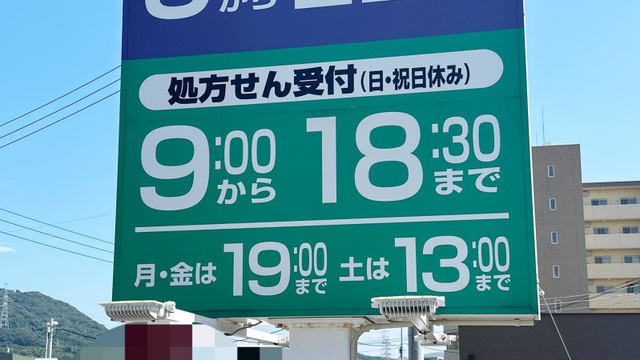 から
処方せん受付（日・祝日休み）
9:00から 18:30まで
月・金は19:00まで 土は13:00まで